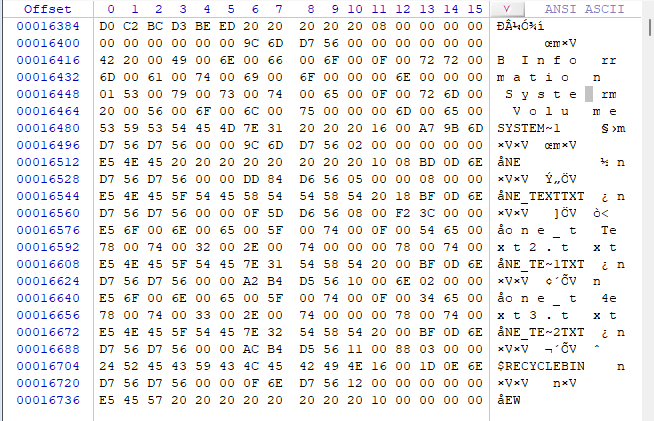 Offset 0 1 2 3 4 5 6 7 8 9 10 11 12 13 14 15 v ANSI ASCII
00016384 D0 C2 BC D3 BE ED 20 20 20 20 20 08 00 00 00 00 ÐÂ¼Ó¾í
00016400 00 00 00 00 00 00 9C 6D D7 56 00 00 00 00 00 00 œm×V
00016416 42 20 00 49 00 6E 00 66 00 6F 00 0F 00 72 72 00 B I n f o rr
00016432 6D 00 61 00 74 00 69 00 6F 00 00 00 6E 00 00 00 m a t i o n
00016448 01 53 00 79 00 73 00 74 00 65 00 0F 00 72 6D 00 S y s t e rm
00016464 20 00 56 00 6F 00 6C 00 75 00 00 00 6D 00 65 00 V o l u m e
00016480 53 59 53 54 45 4D 7E 31 20 20 20 16 00 A7 9B 6D SYSTEM~1 §›m
00016496 D7 56 D7 56 00 00 9C 6D D7 56 02 00 00 00 00 00 ×V×V œm×V
00016512 E5 4E 45 20 20 20 20 20 20 20 20 10 08 BD 0D 6E åNE ½ n
00016528 D7 56 D7 56 00 00 DD 84 D6 56 05 00 00 08 00 00 ×V×V Ý„ÖV
00016544 E5 4E 45 5F 54 45 58 54 54 58 54 20 18 BF 0D 6E åNE_TEXTTXT ¿ n
00016560 D7 56 D7 56 00 00 0F 5D D6 56 08 00 F2 3C 00 00 ×V×V ]ÖV ò<
00016576 E5 6F 00 6E 00 65 00 5F 00 74 00 0F 00 54 65 00 åo n e _ t Te
00016592 78 00 74 00 32 00 2E 00 74 00 00 00 78 00 74 00 x t 2 . t x t
00016608 E5 4E 45 5F 54 45 7E 31 54 58 54 20 00 BF 0D 6E åNE_TE~1TXT ¿ n
00016624 D7 56 D7 56 00 00 A2 B4 D5 56 10 00 6E 02 00 00 ×V×V ¢´ÕV n
00016640 E5 6F 00 6E 00 65 00 5F 00 74 00 0F 00 34 65 00 åo n e _ t 4e
00016656 78 00 74 00 33 00 2E 00 74 00 00 00 78 00 74 00 x t 3 . t x t
00016672 E5 4E 45 5F 54 45 7E 32 54 58 54 20 00 BF 0D 6E åNE_TE~2TXT ¿ n
00016688 D7 56 D7 56 00 00 AC B4 D5 56 11 00 88 03 00 00 ×V×V ¬´ÕV ˆ
00016704 24 52 45 43 59 43 4C 45 42 49 4E 16 00 1D 0E 6E $RECYCLEBIN n
00016720 D7 56 D7 56 00 00 0F 6E D7 56 12 00 00 00 00 00 ×V×V n×V
00016736 E5 45 57 20 20 20 20 20 20 20 20 10 00 00 00 00 åEW